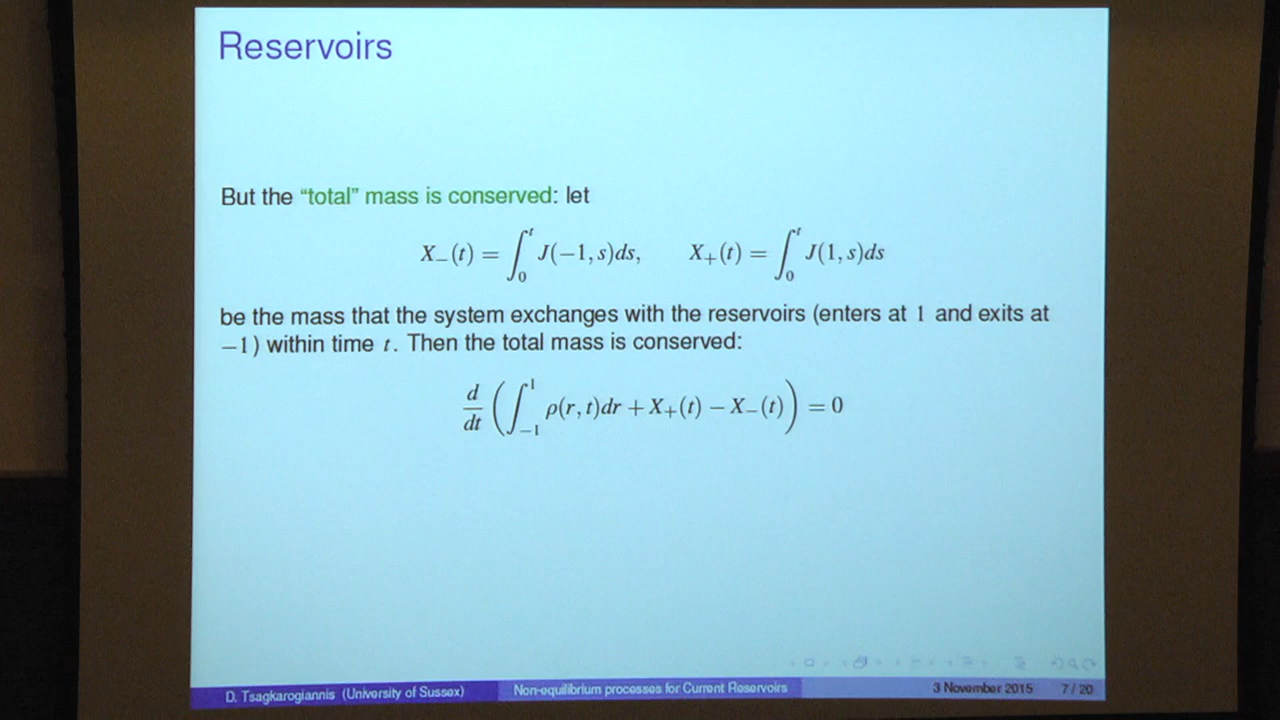 Reservoirs
But the “total” mass is conserved: let
X₋(t) = ∫₀ᵗ J(−1, s)ds,   X₊(t) = ∫₀ᵗ J(1, s)ds
be the mass that the system exchanges with the reservoirs (enters at 1 and exits at
−1) within time t. Then the total mass is conserved:
d/dt (∫₋₁¹ ρ(r, t)dr + X₊(t) − X₋(t)) = 0
D. Tsagkarogiannis (University of Sussex) Non-equilibrium processes for Current Reservoirs 3 November 2015 7 / 20